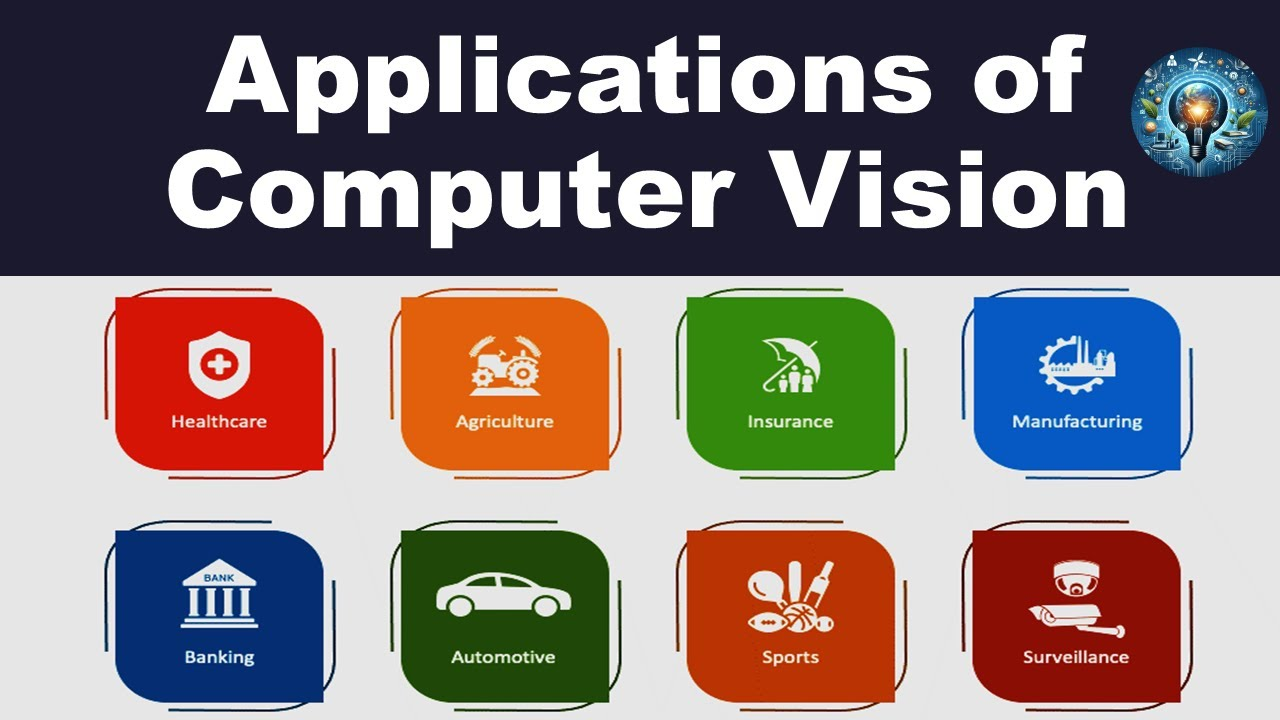 Applications of
Computer Vision
Healthcare
Agriculture
Insurance
Manufacturing
BANK
Banking
Automotive
Sports
Surveillance